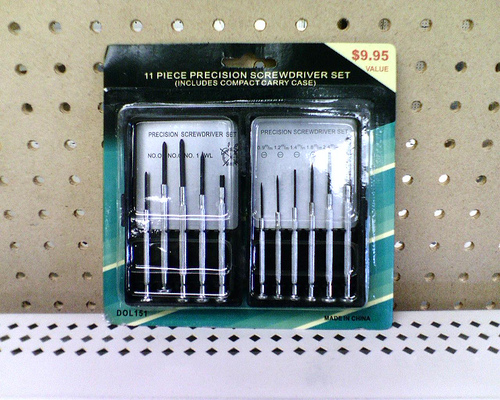 $9.95
VALUE
11 PIECE PRECISION SCREWDRIVER SET
(INCLUDES COMPACT CARRY CASE)
PRECISION SCREWDRIVER SET
PRECISION SCREWDRIVER SET
DOL151
MADE IN CHINA